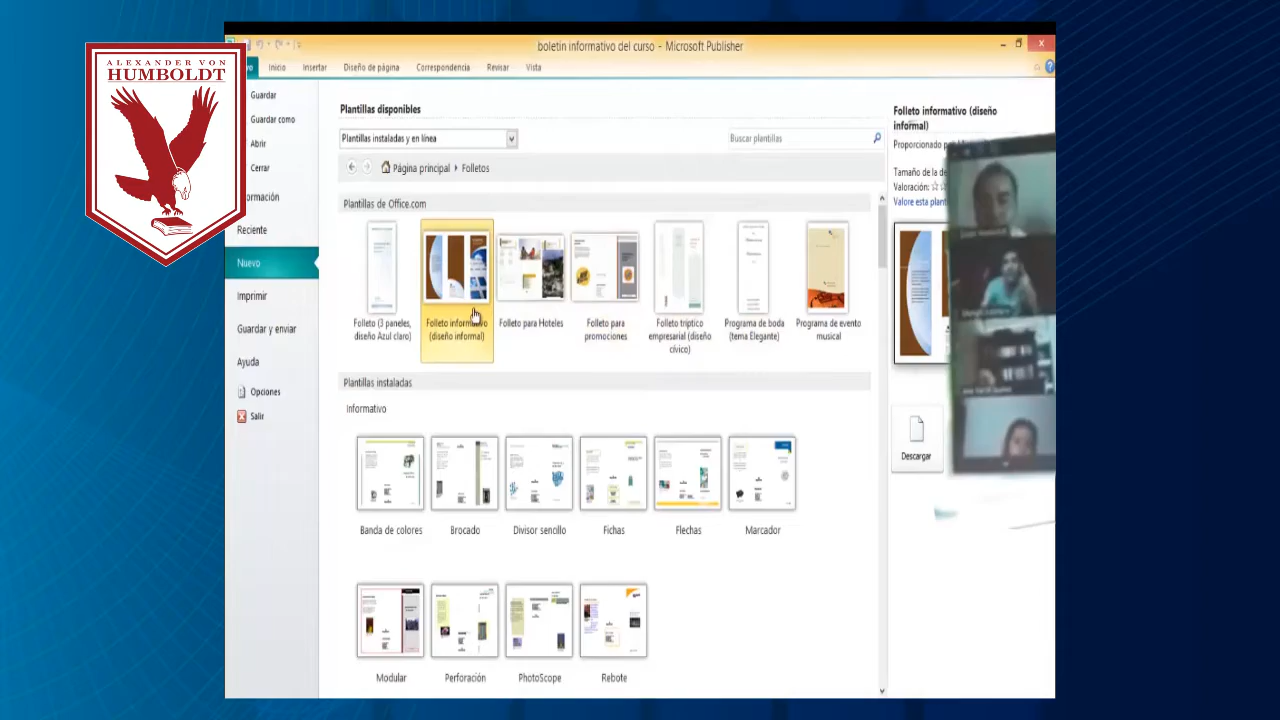 ALEXANDER VON
HUMBOLDT
boletin informativo del curso - Microsoft Publisher
Inicio
Insertar
Diseño de página
Correspondencia
Revisar
Vista
Guardar
Guardar como
Abrir
Cerrar
Reciente
Nuevo
Imprimir
Guardar y enviar
Ayuda
Opciones
Salir
Plantillas disponibles
Plantillas instaladas y en línea
Buscar plantillas
Página principal
Folletos
Plantillas de Office.com
Folleto (3 paneles,
diseño Azul claro)
Folleto informativo
(diseño informal)
Folleto para Hoteles
Folleto para
promociones
Folleto tríptico
empresarial (diseño
cívico)
Programa de boda
(tema Elegante)
Programa de evento
musical
Plantillas instaladas
Informativo
Banda de colores
Brocado
Divisor sencillo
Fichas
Flechas
Marcador
Modular
Perforación
PhotoScope
Rebote
Folleto informativo (diseño
informal)
Proporcionado
Tamaño de la
Valoración:
Valore esta
Descargar